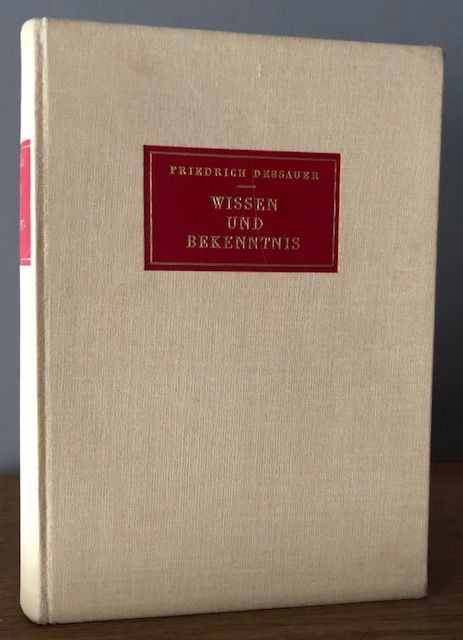 FRIEDRICH DESSAUER
WISSEN
UND
BEKENNTNIS